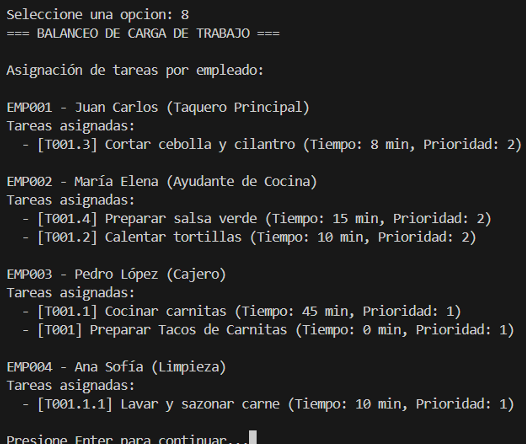 Seleccione una opcion: 8
=== BALANCEO DE CARGA DE TRABAJO ===
Asignación de tareas por empleado:
EMP001 - Juan Carlos (Taquero Principal)
Tareas asignadas:
- [T001.3] Cortar cebolla y cilantro (Tiempo: 8 min, Prioridad: 2)
EMP002 - María Elena (Ayudante de Cocina)
Tareas asignadas:
- [T001.4] Preparar salsa verde (Tiempo: 15 min, Prioridad: 2)
- [T001.2] Calentar tortillas (Tiempo: 10 min, Prioridad: 2)
EMP003 - Pedro López (Cajero)
Tareas asignadas:
- [T001.1] Cocinar carnitas (Tiempo: 45 min, Prioridad: 1)
- [T001] Preparar Tacos de Carnitas (Tiempo: 0 min, Prioridad: 1)
EMP004 - Ana Sofía (Limpieza)
Tareas asignadas:
- [T001.1.1] Lavar y sazonar carne (Tiempo: 10 min, Prioridad: 1)
Presione Enter para continuar...